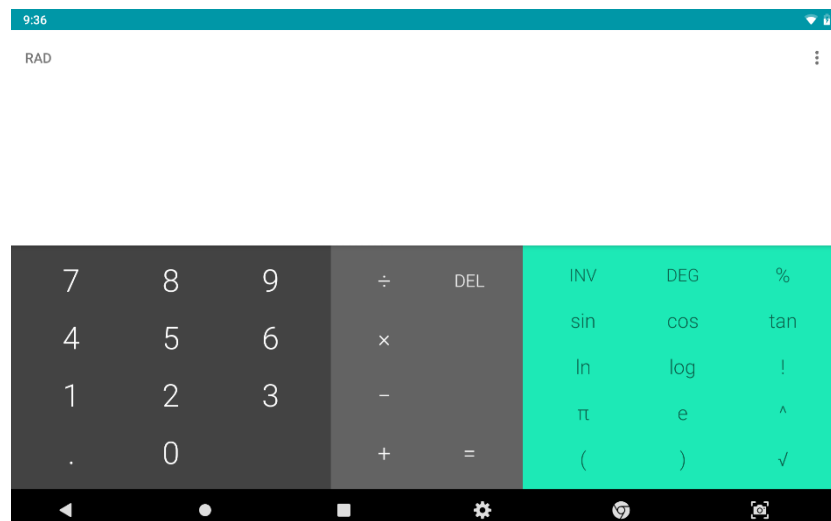 9:36
RAD
7 8 9 ÷ DEL INV DEG %
4 5 6 × sin cos tan
1 2 3 − ln log !
. 0 + = π e ^
( ) √